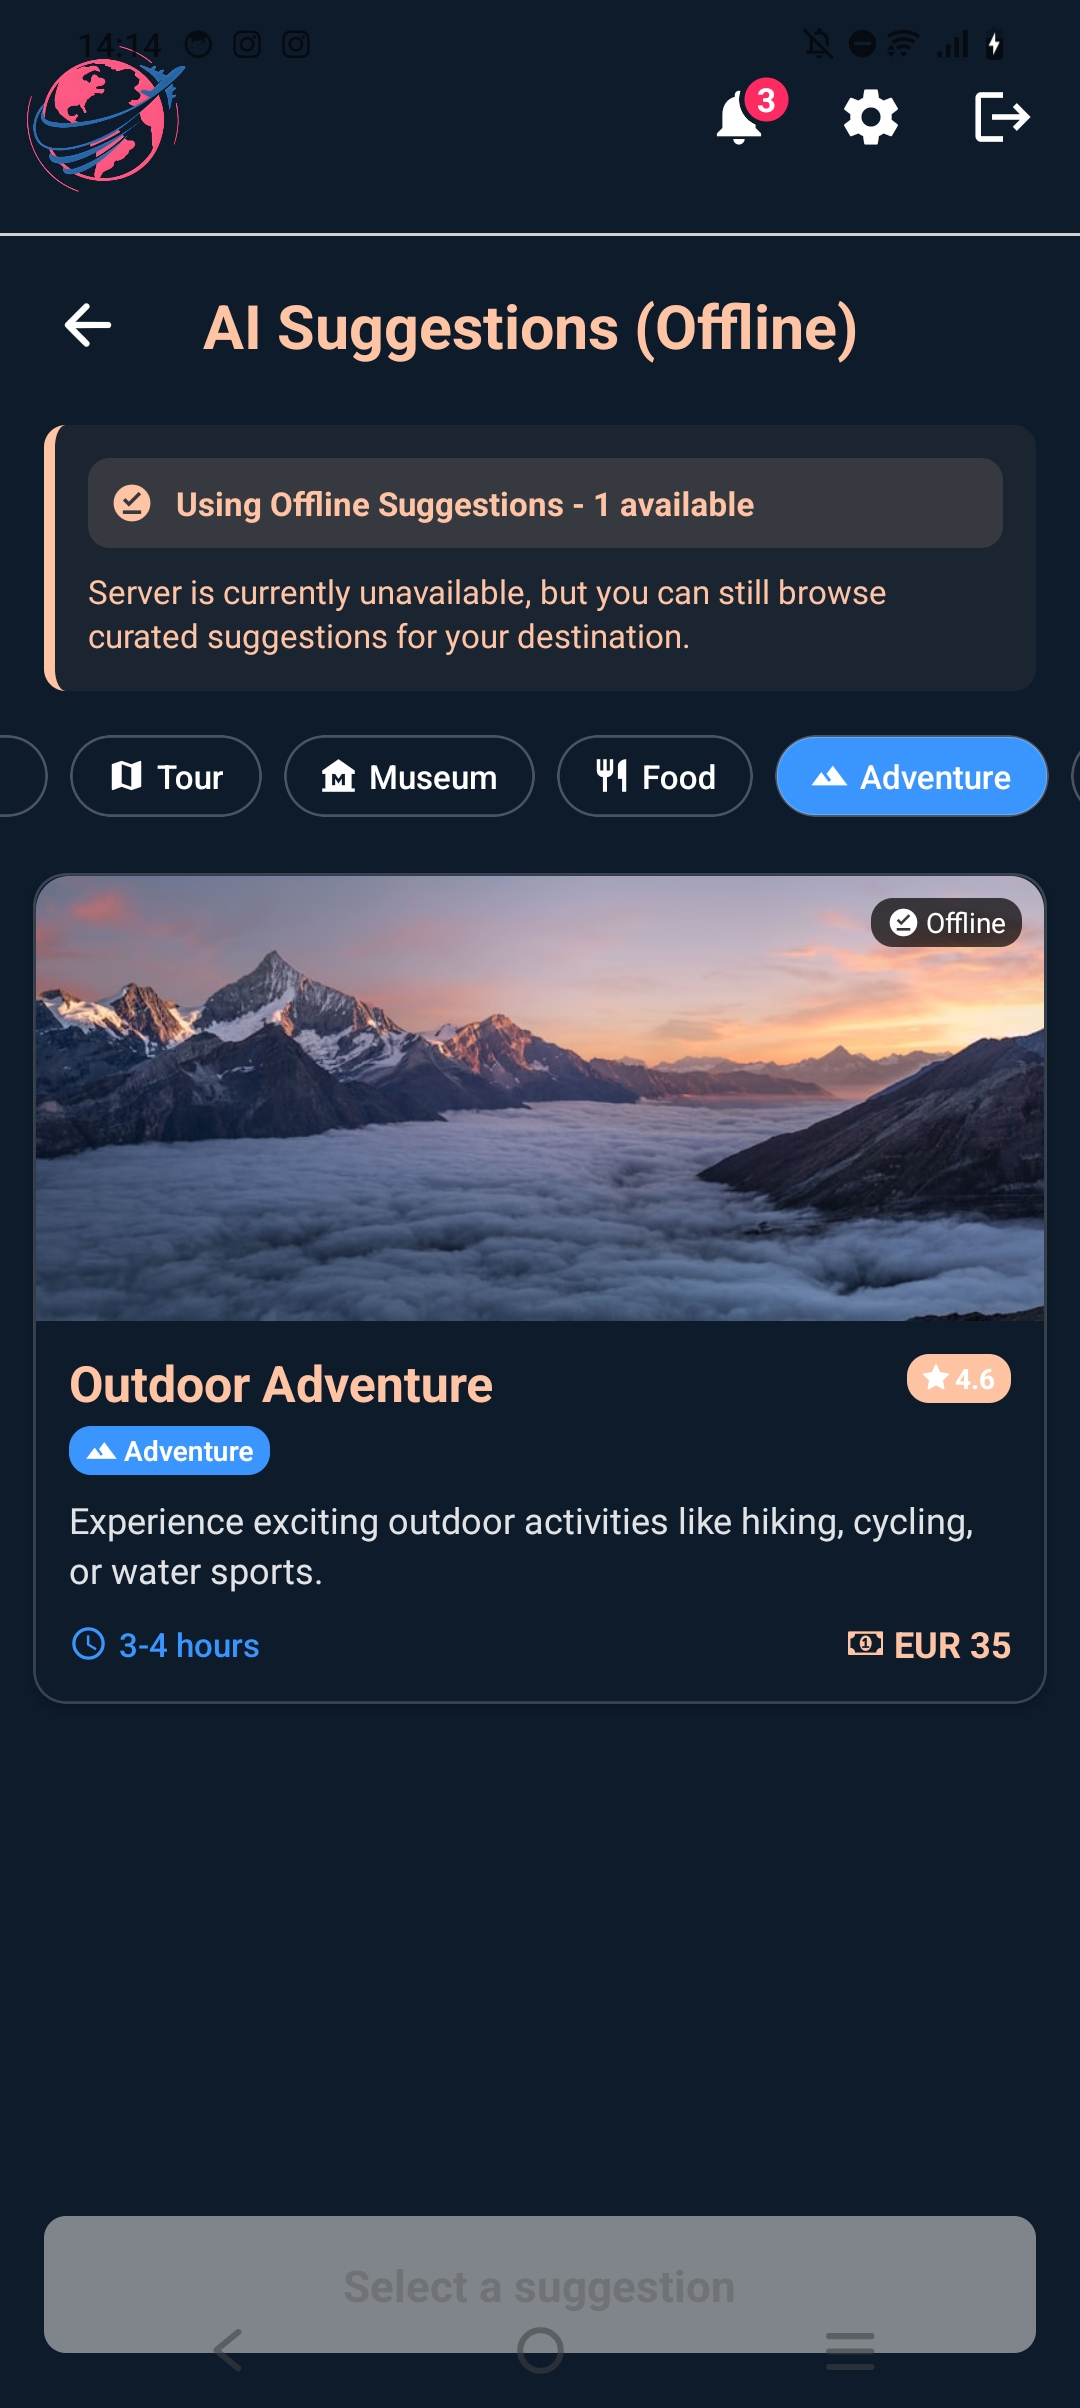 14:14
3
AI Suggestions (Offline)
Using Offline Suggestions - 1 available
Server is currently unavailable, but you can still browse
curated suggestions for your destination.
Tour
Museum
Food
Adventure
Offline
Outdoor Adventure
4.6
Adventure
Experience exciting outdoor activities like hiking, cycling,
or water sports.
3-4 hours
EUR 35
Select a suggestion